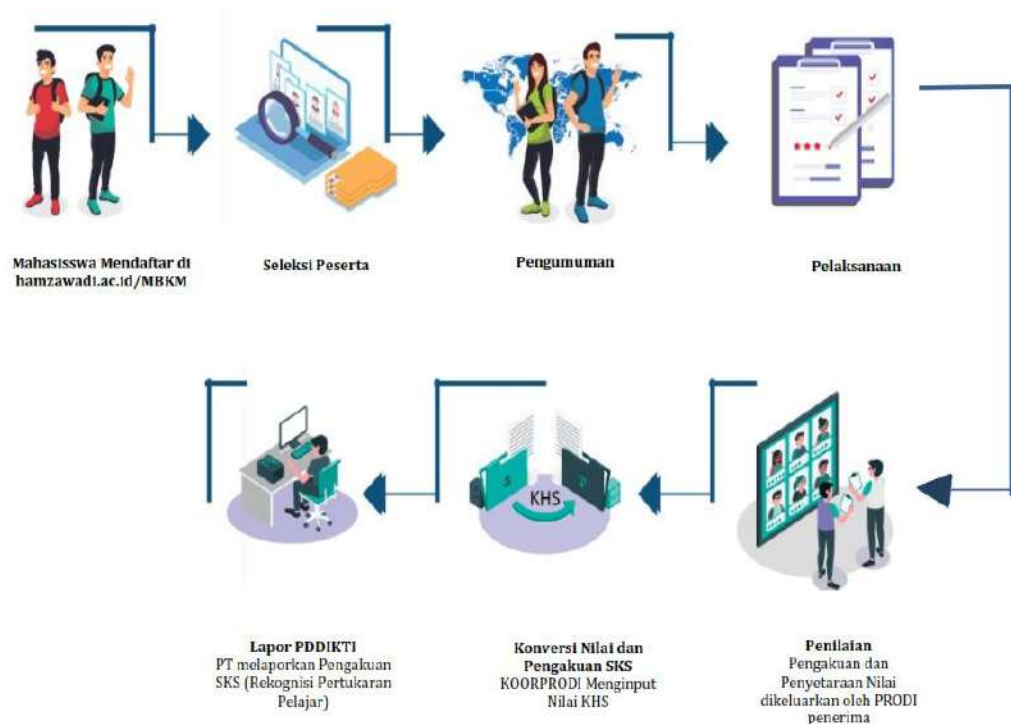 Mahasisswa Mendaftar di
hamzawadi.ac.id/MBKM
Seleksi Peserta
Pengumuman
Pelaksanaan
KHS
Lapor PDDIKTI
PT melaporkan Pengakuan
SKS (Rekognisi Pertukaran
Pelajar)
Konversi Nilai dan
Pengakuan SKS
KOORPRODI Menginput
Nilai KHS
Penilaian
Pengakuan dan
Penyetaraan Nilai
dikeluarkan oleh PRODI
penerima